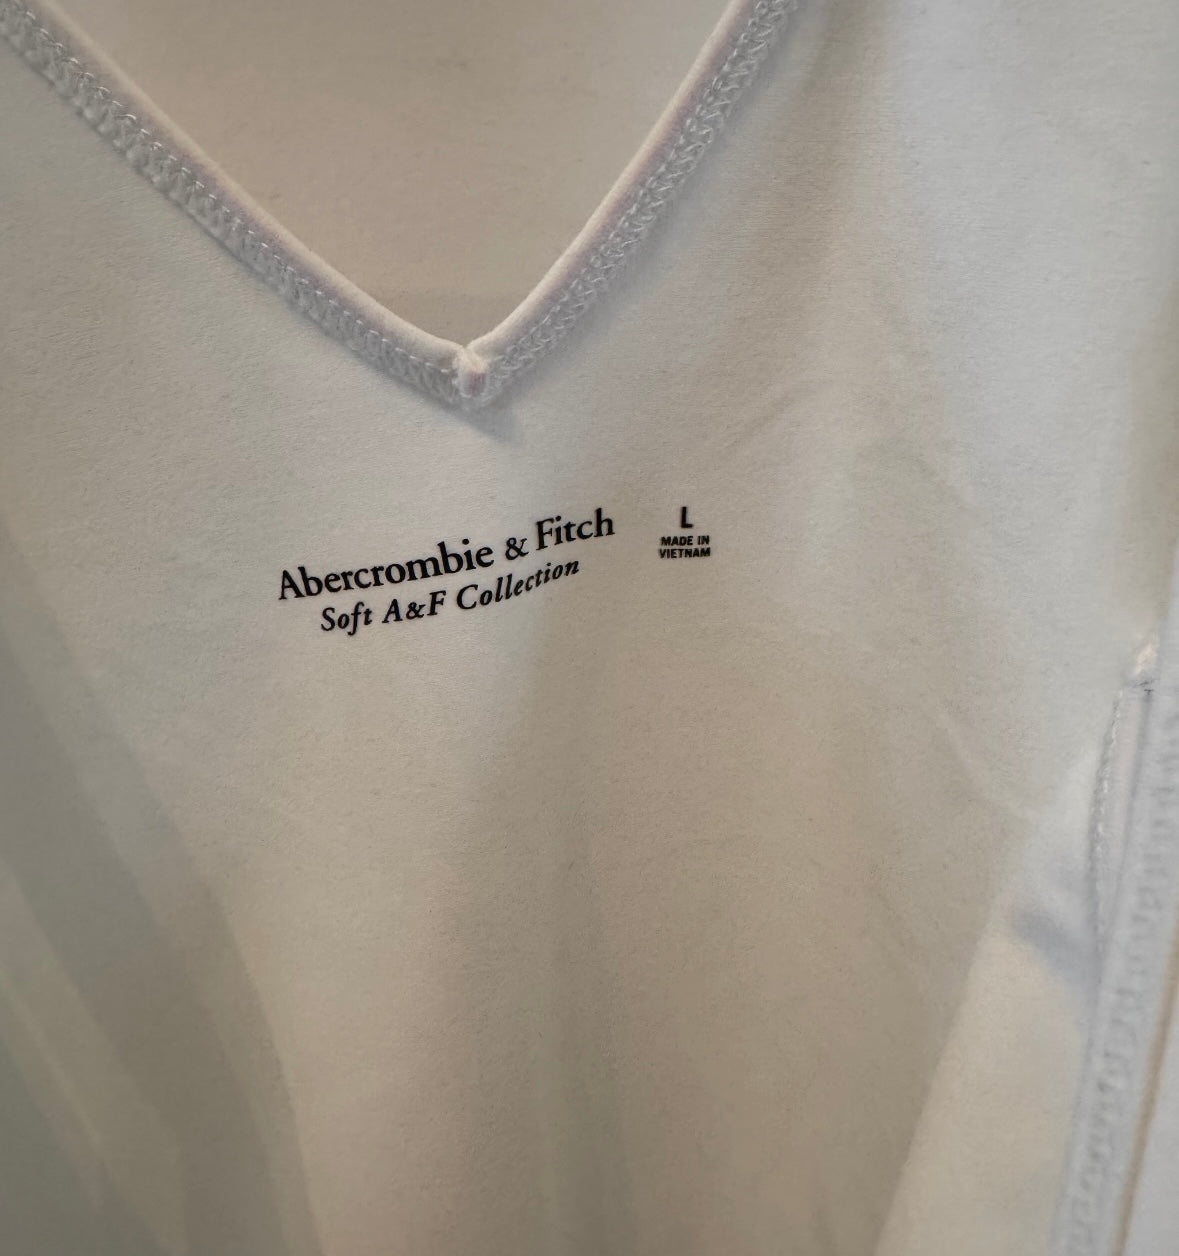 Abercrombie & Fitch
Soft A&F Collection
L
MADE IN
VIETNAM